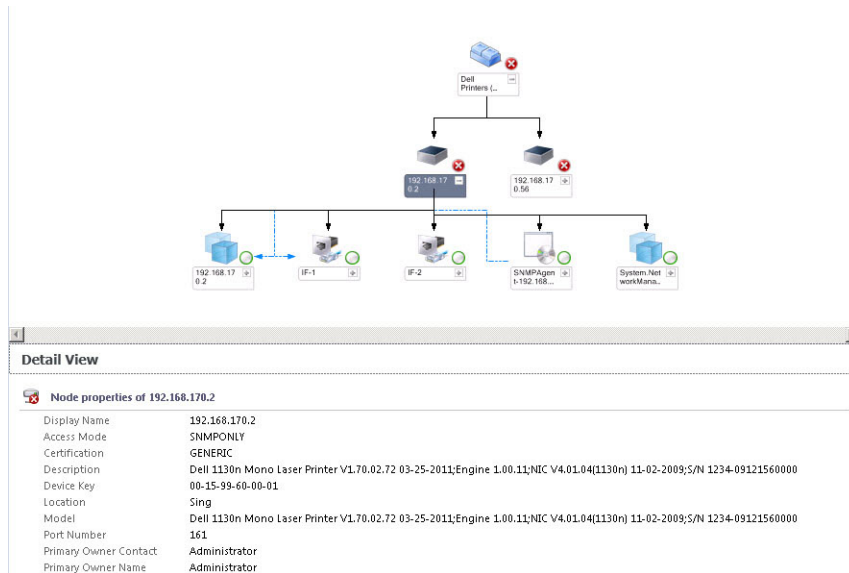 Dell
Printers (..
192.168.17
0.2
192.168.17
0.56
192.168.17
0.2
IF-1
IF-2
SNMPAgen
t-192.168...
System.Net
workMana..
Detail View
Node properties of 192.168.170.2
Display Name 192.168.170.2
Access Mode SNMPONLY
Certification GENERIC
Description Dell 1130n Mono Laser Printer V1.70.02.72 03-25-2011;Engine 1.00.11;NIC V4.01.04(1130n) 11-02-2009;S/N 1234-09121560000
Device Key 00-15-99-60-00-01
Location Sing
Model Dell 1130n Mono Laser Printer V1.70.02.72 03-25-2011;Engine 1.00.11;NIC V4.01.04(1130n) 11-02-2009;S/N 1234-09121560000
Port Number 161
Primary Owner Contact Administrator
Primary Owner Name Administrator